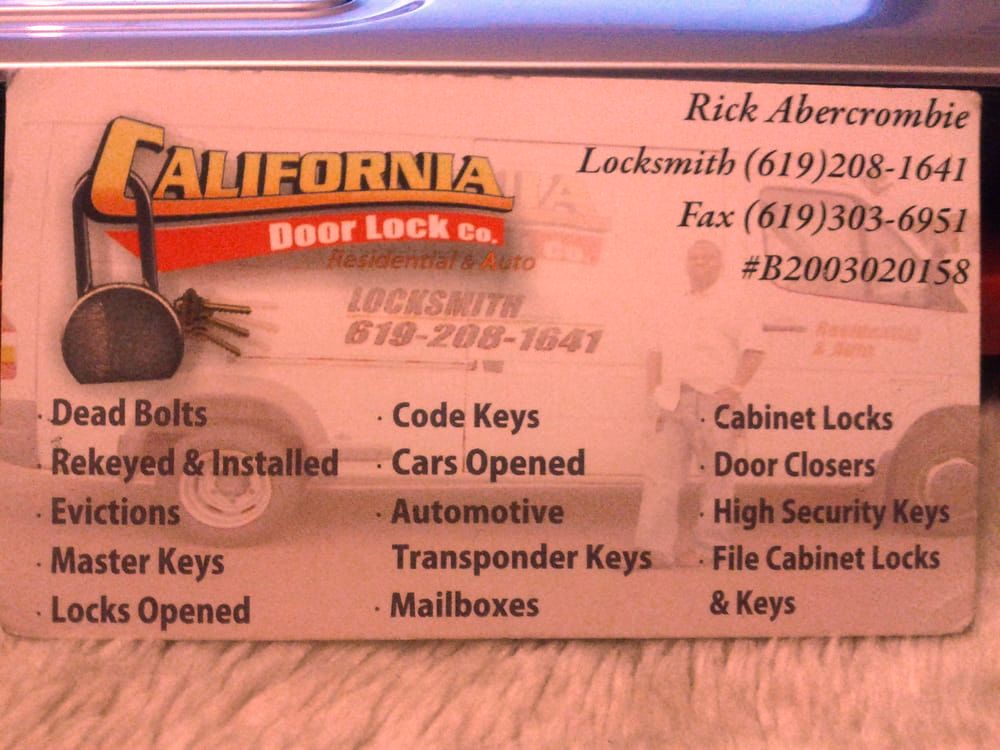 Rick Abercrombie
Locksmith (619)208-1641
Fax (619)303-6951
#B2003020158
CALIFORNIA
DOOR LOCK CO.
Residential & Auto
LOCKSMITH
619-208-1641
Residential
& Auto
· Dead Bolts
· Rekeyed & Installed
· Evictions
· Master Keys
· Locks Opened
· Code Keys
· Cars Opened
· Automotive
Transponder Keys
· Mailboxes
· Cabinet Locks
· Door Closers
· High Security Keys
· File Cabinet Locks
& Keys